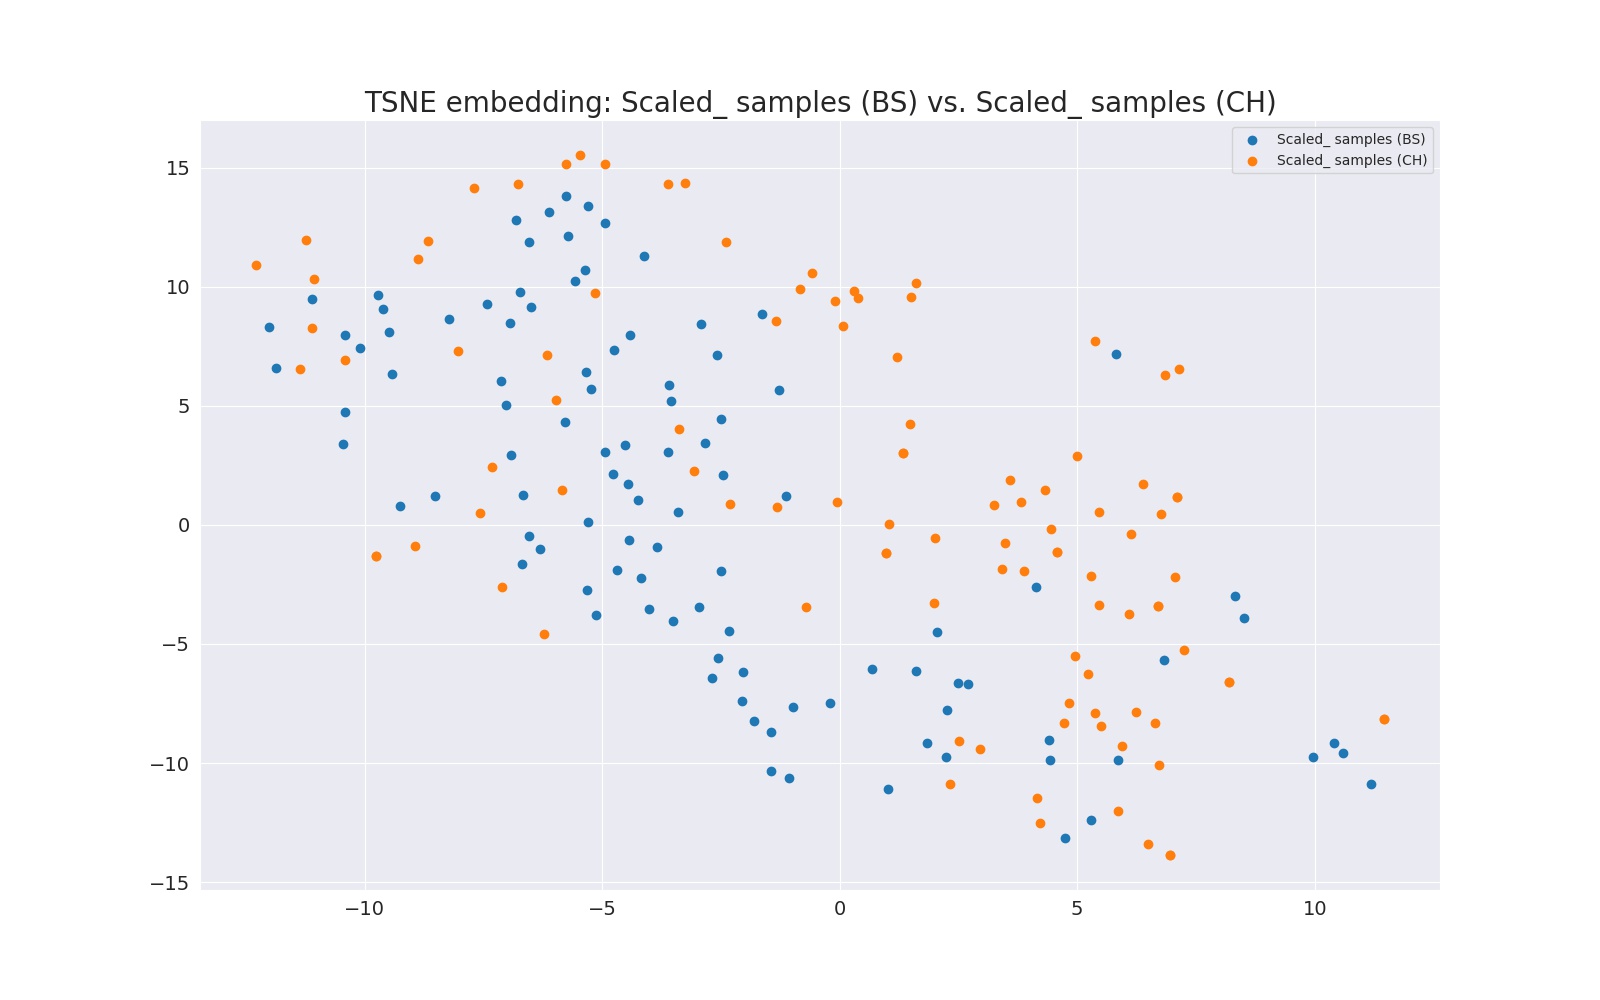 TSNE embedding: Scaled_ samples (BS) vs. Scaled_ samples (CH)
Scaled_ samples (BS)
Scaled_ samples (CH)
15
10
5
0
−5
−10
−15
−10 −5 0 5 10